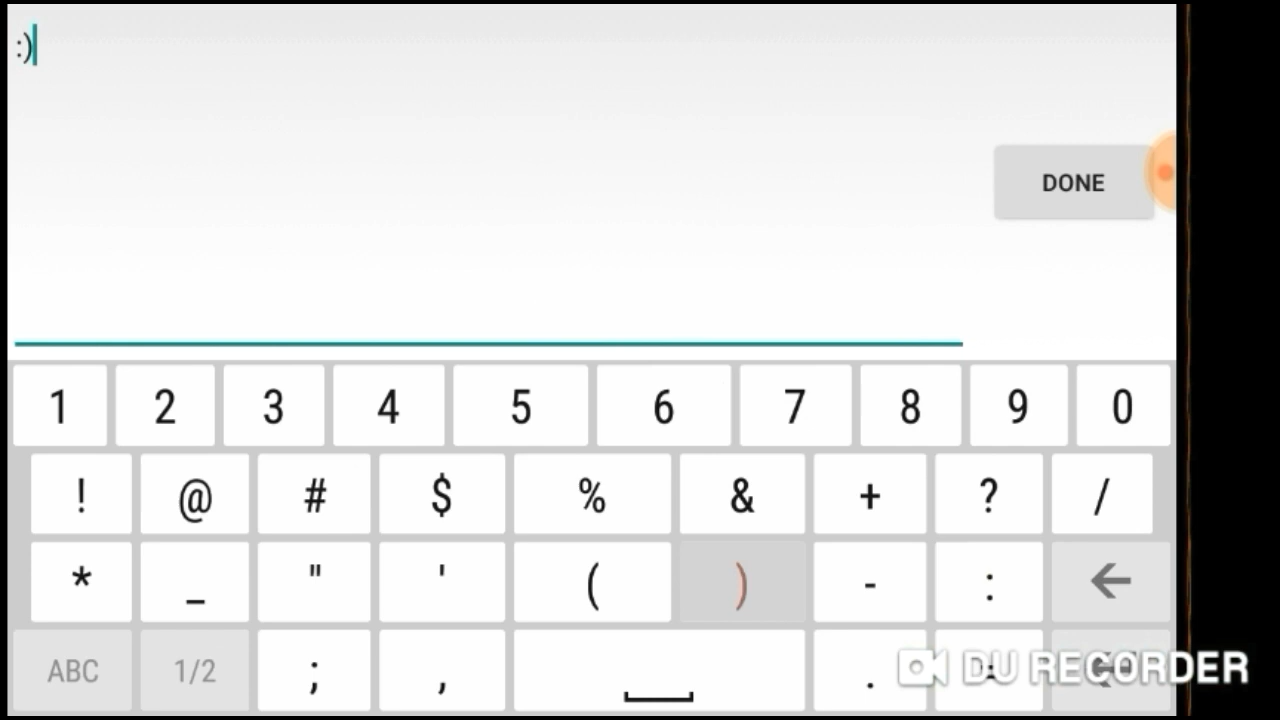 :)
DONE
1 2 3 4 5 6 7 8 9 0
! @ # $ % & + ? /
* _ " ' ( ) - :
ABC 1/2 ; , . =
DU RECORDER